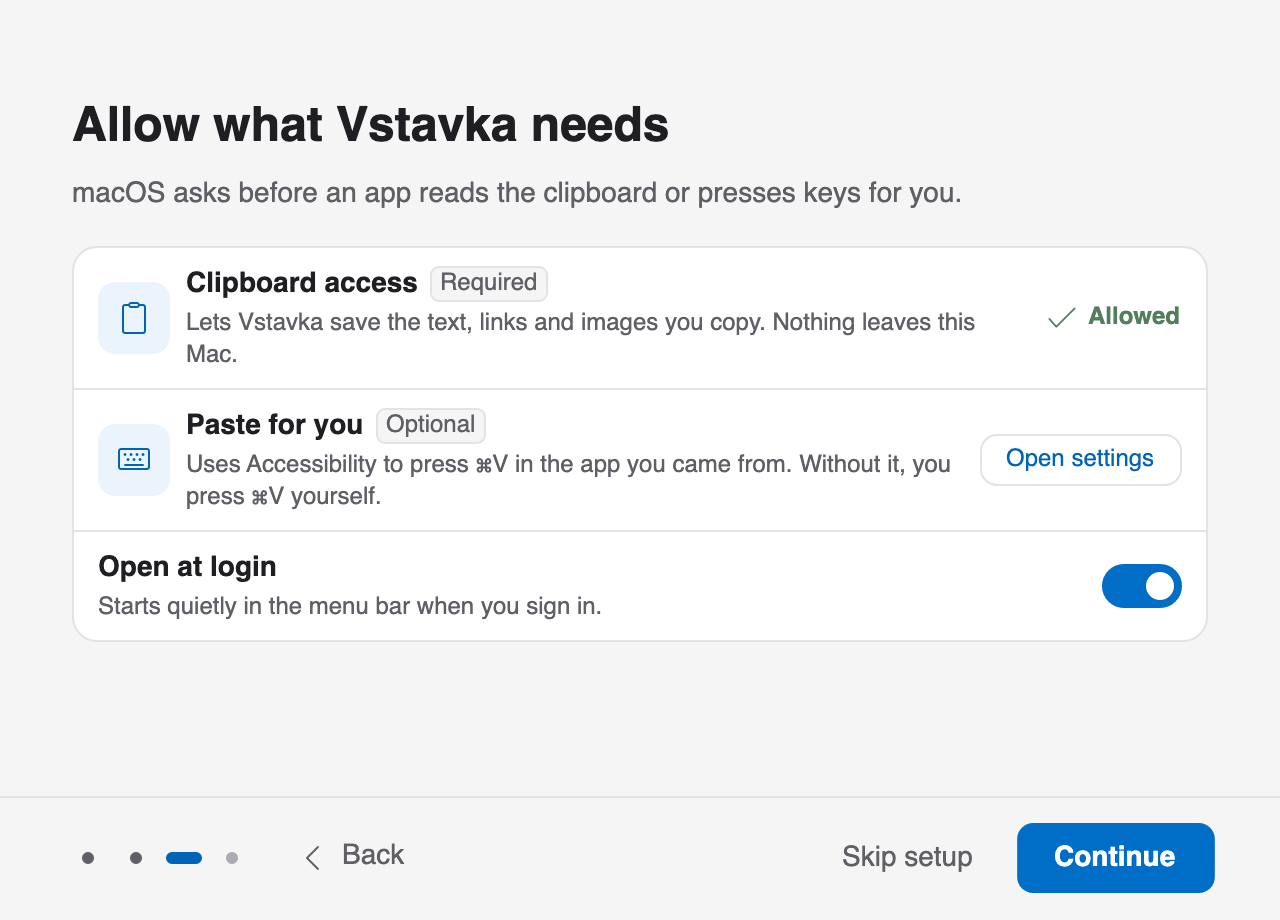 Allow what Vstavka needs
macOS asks before an app reads the clipboard or presses keys for you.
Clipboard access Required
Lets Vstavka save the text, links and images you copy. Nothing leaves this
Mac.
Allowed
Paste for you Optional
Uses Accessibility to press ⌘V in the app you came from. Without it, you
press ⌘V yourself.
Open settings
Open at login
Starts quietly in the menu bar when you sign in.
Back
Skip setup
Continue